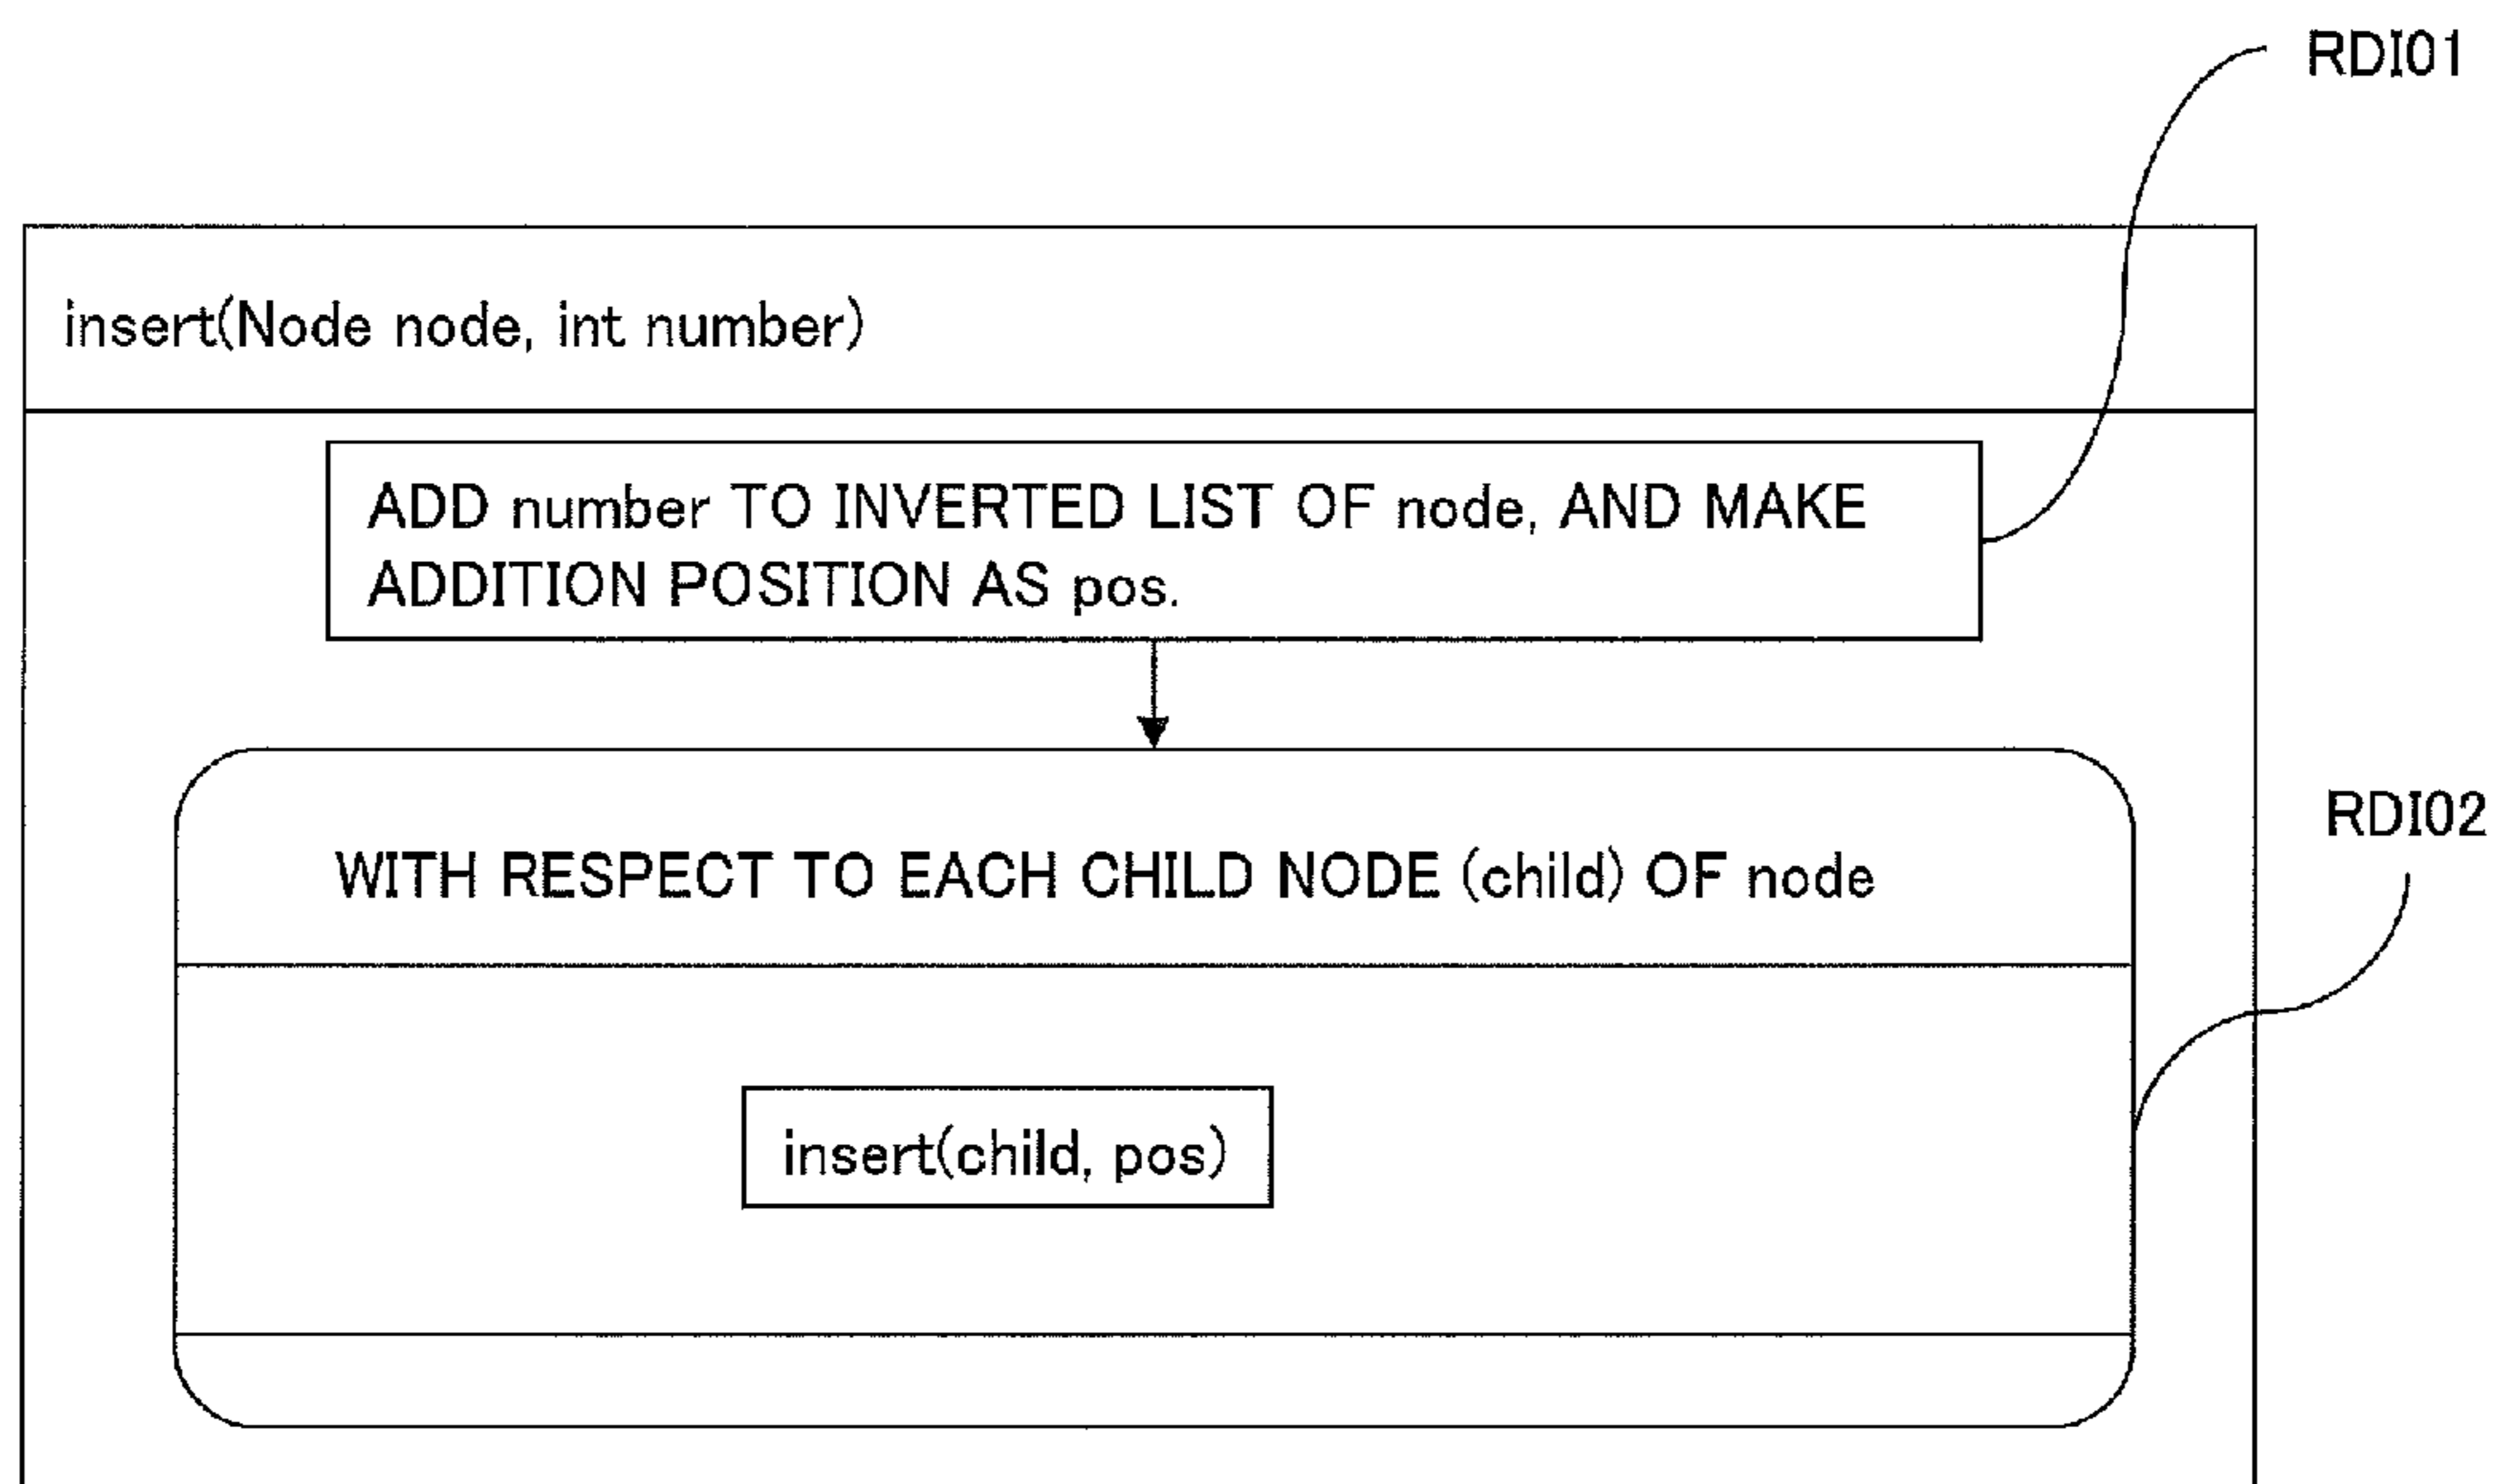 RDI01
insert(Node node, int number)
ADD number TO INVERTED LIST OF node, AND MAKE
ADDITION POSITION AS pos.
RDI02
WITH RESPECT TO EACH CHILD NODE (child) OF node
insert(child, pos)